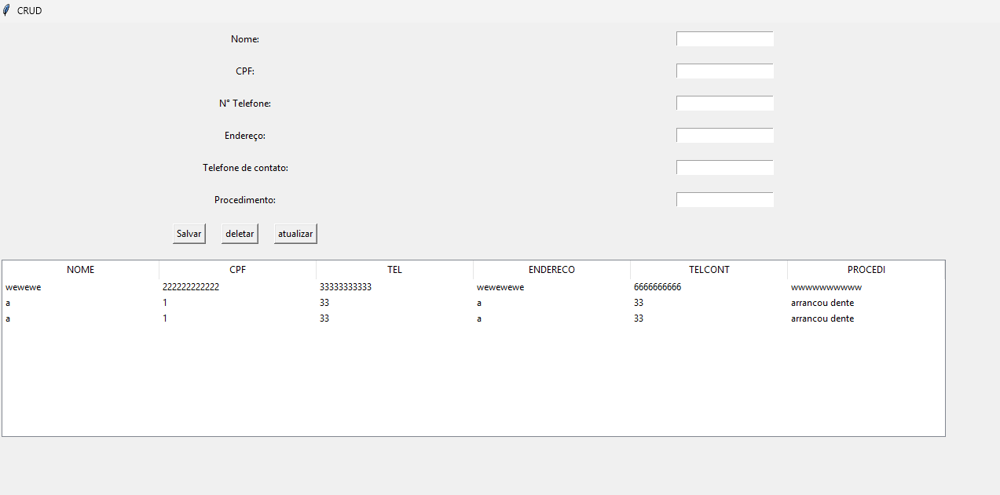 CRUD
Nome:
CPF:
N° Telefone:
Endereço:
Telefone de contato:
Procedimento:
Salvar deletar atualizar
NOME CPF TEL ENDERECO TELCONT PROCEDI
wewewe 222222222222 33333333333 wewewewe 6666666666 wwwwwwwwww
a 1 33 a 33 arrancou dente
a 1 33 a 33 arrancou dente